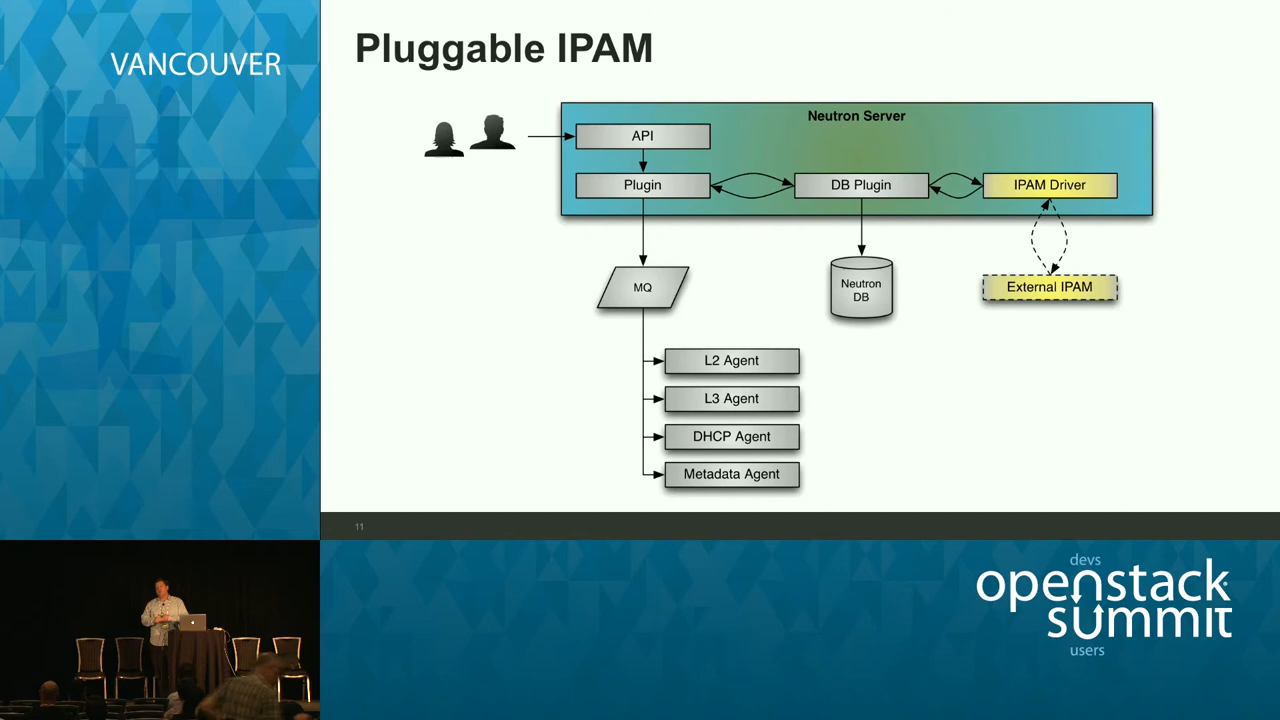 VANCOUVER
Pluggable IPAM
Neutron Server
API
Plugin
DB Plugin
IPAM Driver
MQ
Neutron
DB
External IPAM
L2 Agent
L3 Agent
DHCP Agent
Metadata Agent
11
devs
openstack
summit
users